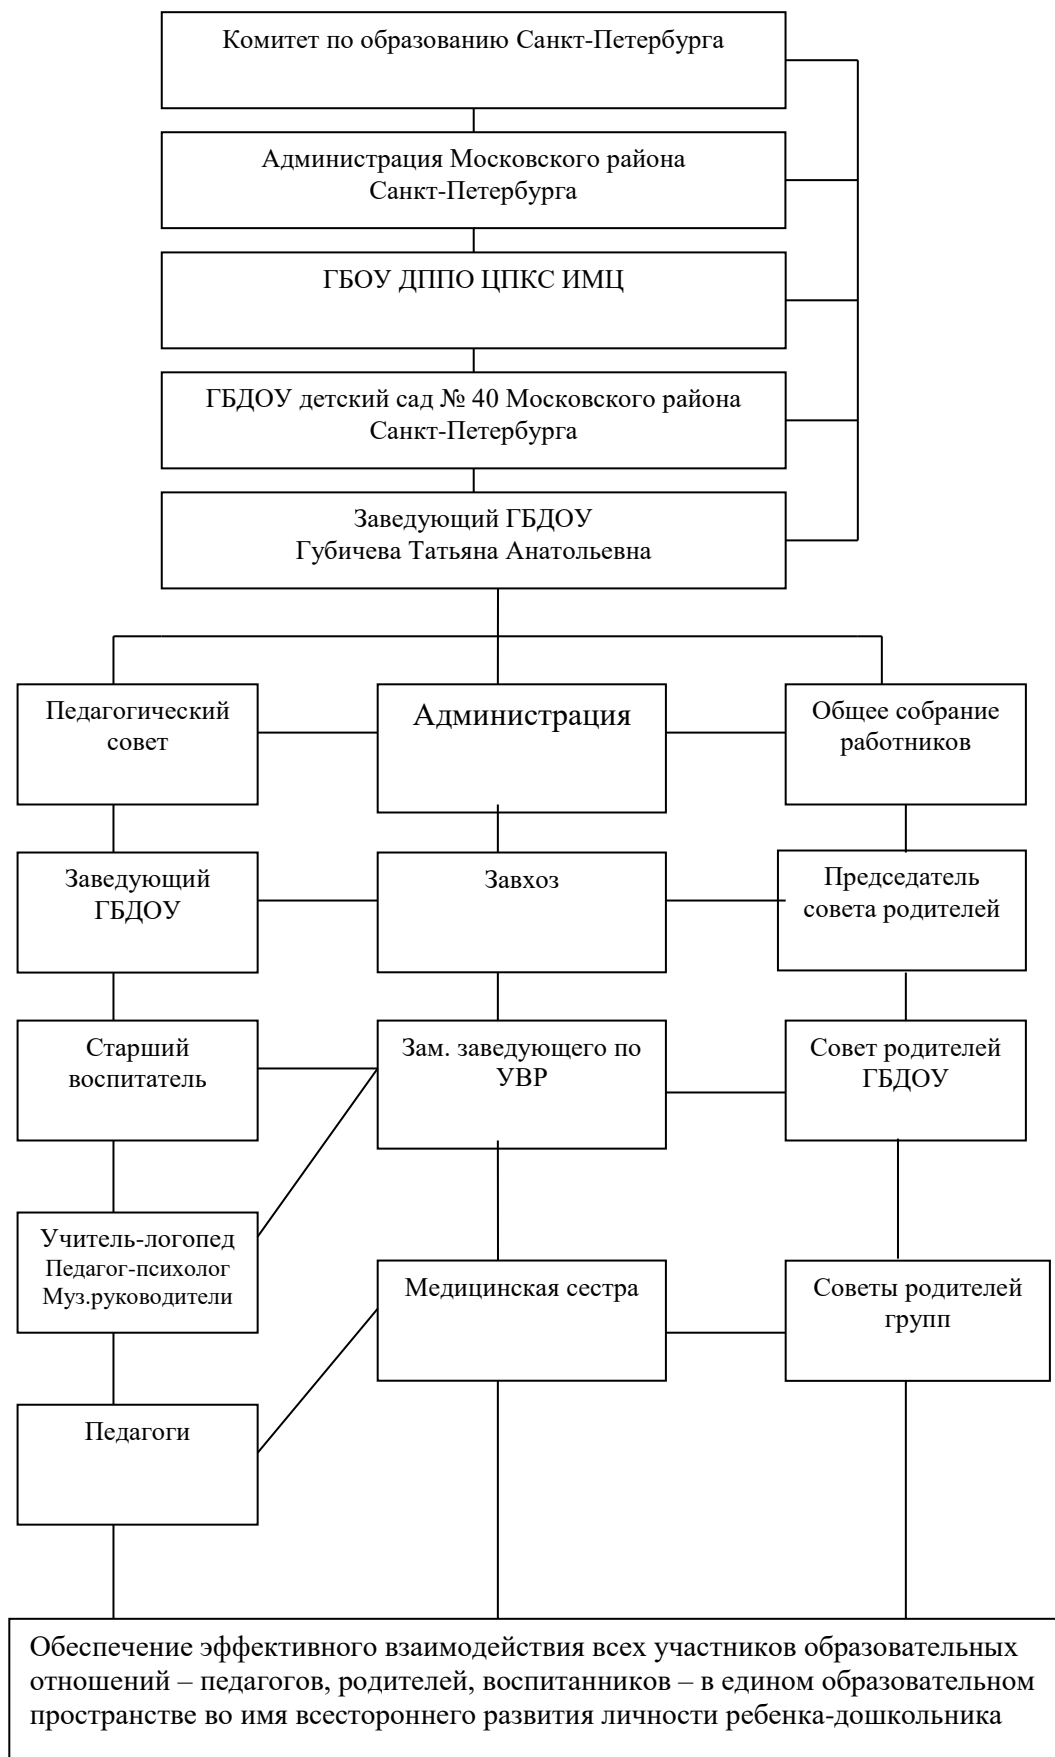 Комитет по образованию Санкт-Петербурга
Администрация Московского района
Санкт-Петербурга
ГБОУ ДППО ЦПКС ИМЦ
ГБДОУ детский сад № 40 Московского района
Санкт-Петербурга
Заведующий ГБДОУ
Губичева Татьяна Анатольевна
Педагогический
совет
Администрация
Общее собрание
работников
Заведующий
ГБДОУ
Завхоз
Председатель
совета родителей
Старший
воспитатель
Зам. заведующего по
УВР
Совет родителей
ГБДОУ
Учитель-логопед
Педагог-психолог
Муз.руководители
Медицинская сестра
Советы родителей
групп
Педагоги
Обеспечение эффективного взаимодействия всех участников образовательных
отношений – педагогов, родителей, воспитанников – в едином образовательном
пространстве во имя всестороннего развития личности ребенка-дошкольника